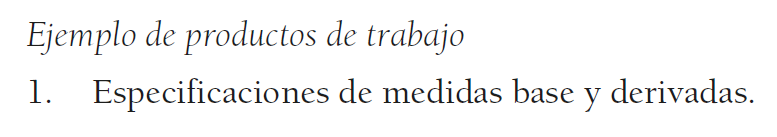 Ejemplo de productos de trabajo
1. Especificaciones de medidas base y derivadas.